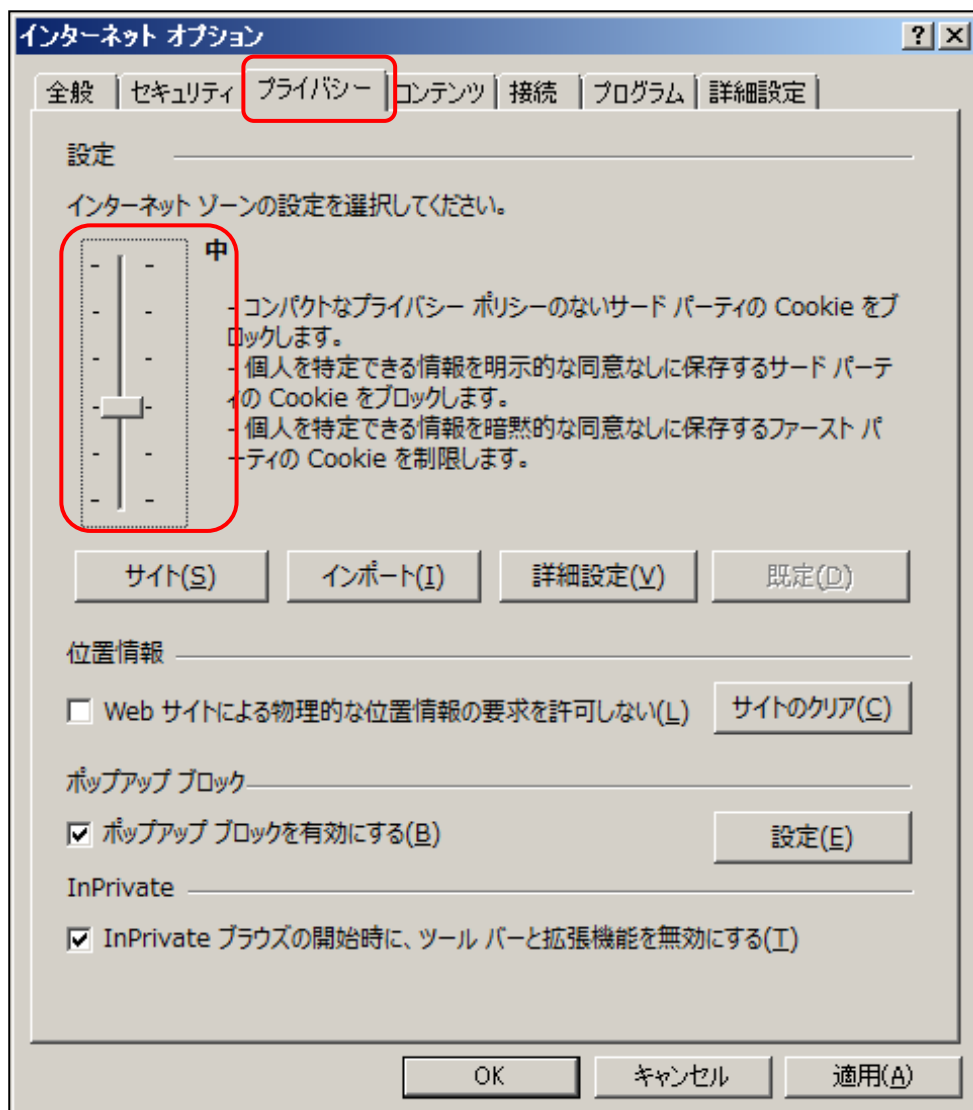 インターネット オプション
全般 セキュリティ プライバシー コンテンツ 接続 プログラム 詳細設定
設定
インターネット ゾーンの設定を選択してください。
中
- コンパクトなプライバシー ポリシーのないサード パーティの Cookie をブ
ロックします。
- 個人を特定できる情報を明示的な同意なしに保存するサード パーテ
ィの Cookie をブロックします。
- 個人を特定できる情報を暗黙的な同意なしに保存するファースト パ
ーティの Cookie を制限します。
サイト(S) インポート(I) 詳細設定(V) 既定(D)
位置情報
Web サイトによる物理的な位置情報の要求を許可しない(L) サイトのクリア(C)
ポップアップ ブロック
ポップアップ ブロックを有効にする(B) 設定(E)
InPrivate
InPrivate ブラウズの開始時に、ツール バーと拡張機能を無効にする(T)
OK キャンセル 適用(A)